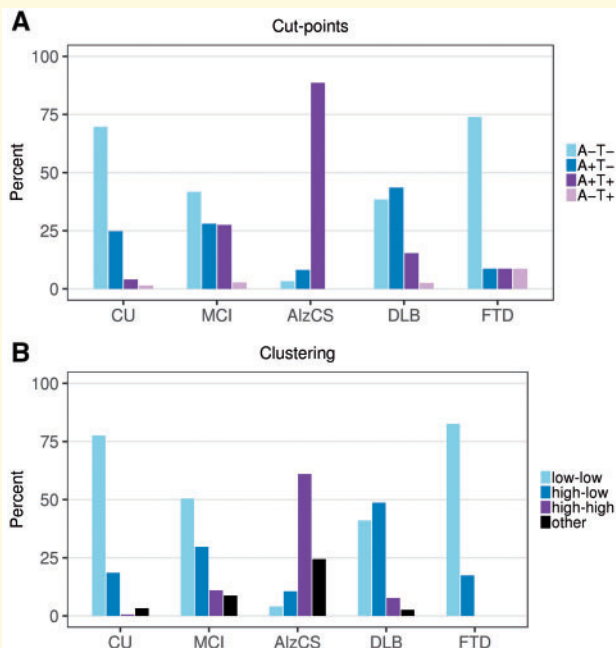 A
Cut-points
100
75
50
25
0
Percent
CU MCI AlzCS DLB FTD
A−T−
A+T−
A+T+
A−T+
B
Clustering
100
75
50
25
0
Percent
CU MCI AlzCS DLB FTD
low-low
high-low
high-high
other